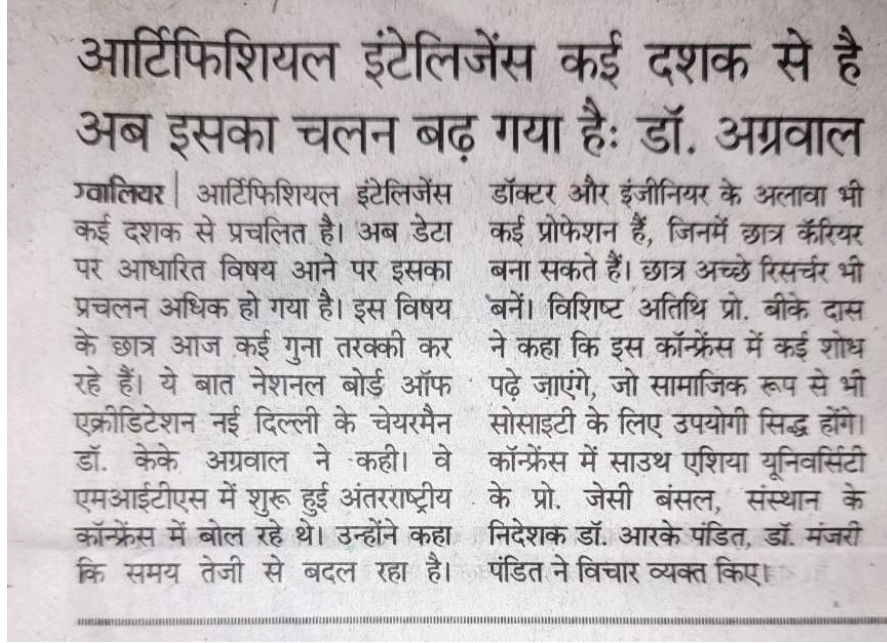 आर्टिफिशियल इंटेलिजेंस कई दशक से है
अब इसका चलन बढ़ गया है: डॉ. अग्रवाल
ग्वालियर | आर्टिफिशियल इंटेलिजेंस
कई दशक से प्रचलित है। अब डेटा
पर आधारित विषय आने पर इसका
प्रचलन अधिक हो गया है। इस विषय
के छात्र आज कई गुना तरक्की कर
रहे हैं। ये बात नेशनल बोर्ड ऑफ
एक्रीडिटेशन नई दिल्ली के चेयरमैन
डॉ. केके अग्रवाल ने कही। वे
एमआईटीएस में शुरू हुई अंतरराष्ट्रीय
कॉन्फ्रेंस में बोल रहे थे। उन्होंने कहा
कि समय तेजी से बदल रहा है।
डॉक्टर और इंजीनियर के अलावा भी
कई प्रोफेशन हैं, जिनमें छात्र कॅरियर
बना सकते हैं। छात्र अच्छे रिसर्चर भी
बनें। विशिष्ट अतिथि प्रो. बीके दास
ने कहा कि इस कॉन्फ्रेंस में कई शोध
पढ़े जाएंगे, जो सामाजिक रूप से भी
सोसाइटी के लिए उपयोगी सिद्ध होंगे।
कॉन्फ्रेंस में साउथ एशिया यूनिवर्सिटी
के प्रो. जेसी बंसल, संस्थान के
निदेशक डॉ. आरके पंडित, डॉ. मंजरी
पंडित ने विचार व्यक्त किए।